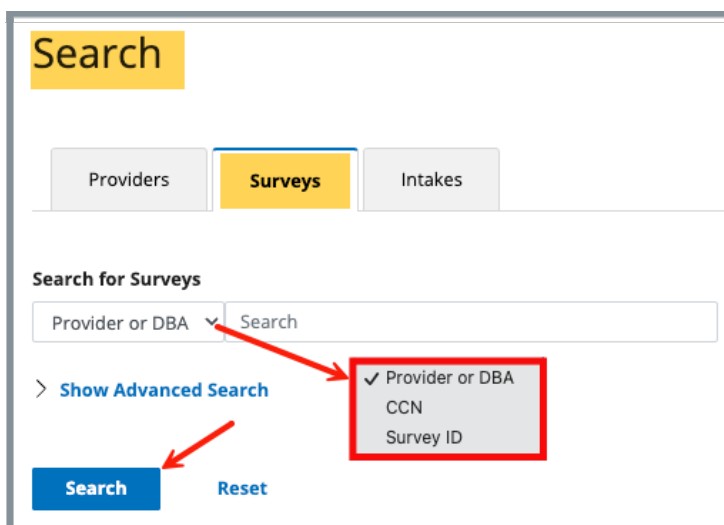 Search
Providers Surveys Intakes
Search for Surveys
Provider or DBA Search
Provider or DBA
CCN
Survey ID
Show Advanced Search
Search Reset